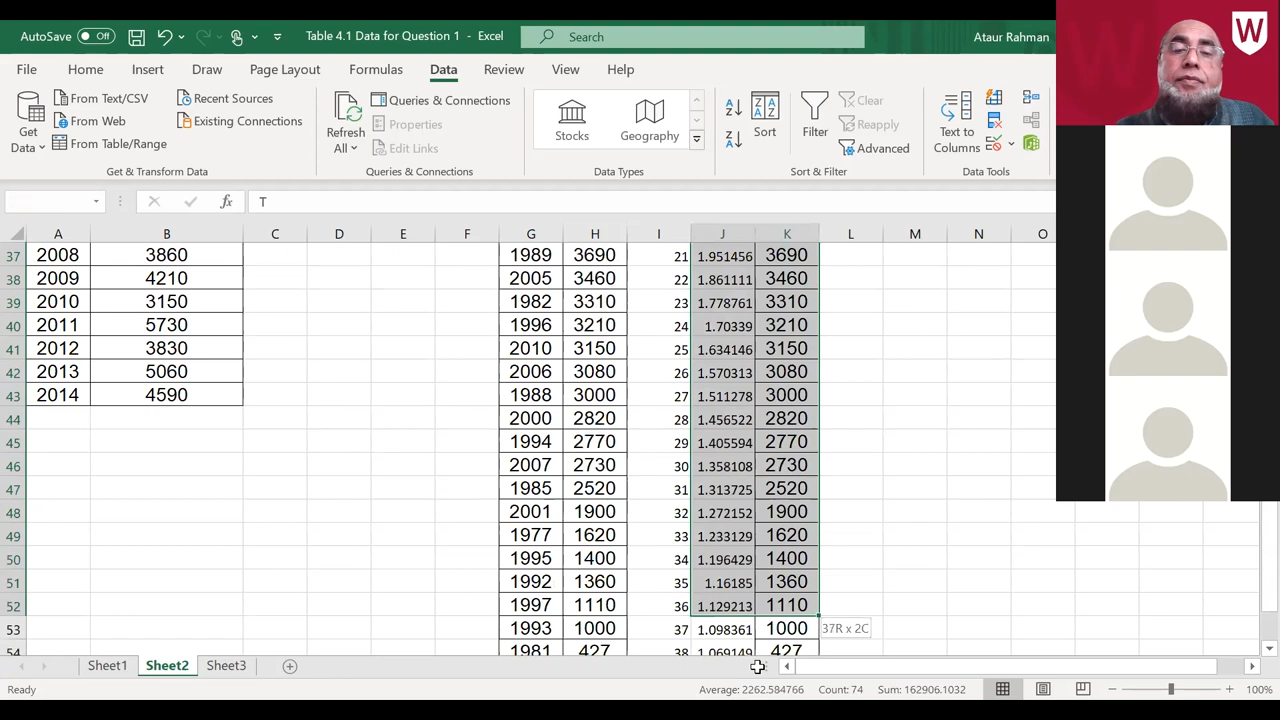 AutoSave Off Table 4.1 Data for Question 1 - Excel Search Ataur Rahman W
File Home Insert Draw Page Layout Formulas Data Review View Help
From Text/CSV Recent Sources Queries & Connections Clear
Get Data From Web Existing Connections Refresh All Properties Stocks Geography Sort Filter Reapply Text to Columns
From Table/Range Edit Links Advanced
Get & Transform Data Queries & Connections Data Types Sort & Filter Data Tools
fx T
A B C D E F G H I J K L M N O
37 2008 3860 1989 3690 21 1.951456 3690
38 2009 4210 2005 3460 22 1.861111 3460
39 2010 3150 1982 3310 23 1.778761 3310
40 2011 5730 1996 3210 24 1.70339 3210
41 2012 3830 2010 3150 25 1.634146 3150
42 2013 5060 2006 3080 26 1.570313 3080
43 2014 4590 1988 3000 27 1.511278 3000
44 2000 2820 28 1.456522 2820
45 1994 2770 29 1.405594 2770
46 2007 2730 30 1.358108 2730
47 1985 2520 31 1.313725 2520
48 2001 1900 32 1.272152 1900
49 1977 1620 33 1.233129 1620
50 1995 1400 34 1.196429 1400
51 1992 1360 35 1.16185 1360
52 1997 1110 36 1.129213 1110
53 1993 1000 37 1.098361 1000 37R x 2C
54 1981 427 38 1.069149 427
Sheet1 Sheet2 Sheet3
Ready Average: 2262.584766 Count: 74 Sum: 162906.1032 100%